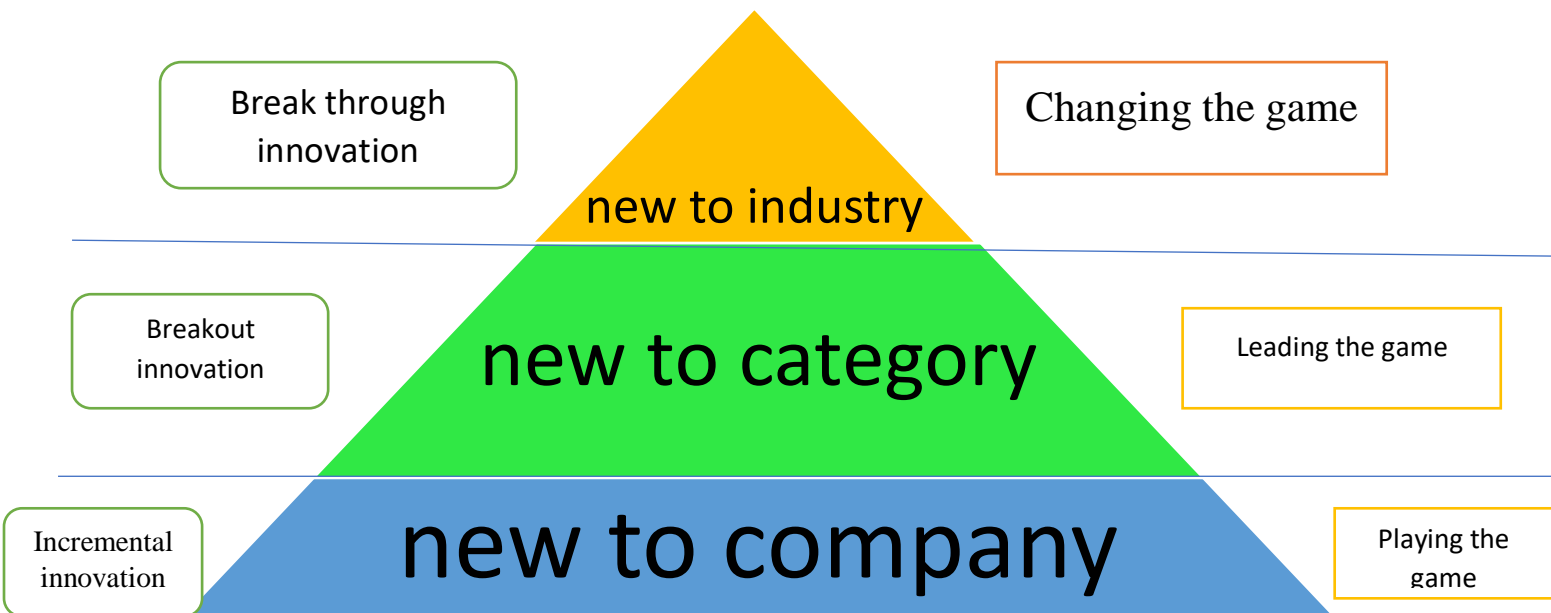 Break through
innovation
Changing the game
new to industry
Breakout
innovation
new to category
Leading the game
Incremental
innovation
new to company
Playing the
game